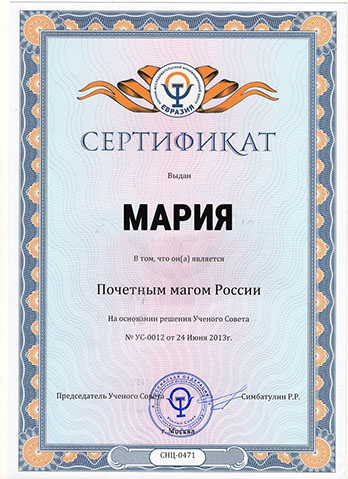 ЕВРАЗИЯ
СЕРТИФИКАТ
Выдан
МАРИЯ
В том, что он(а) является
Почетным магом России
На основании решения Ученого Совета
№ УС-0012 от 24 Июня 2013г.
Председатель Ученого Совета
Симбатулин Р.Р.
г. Москва
СНЦ-0471